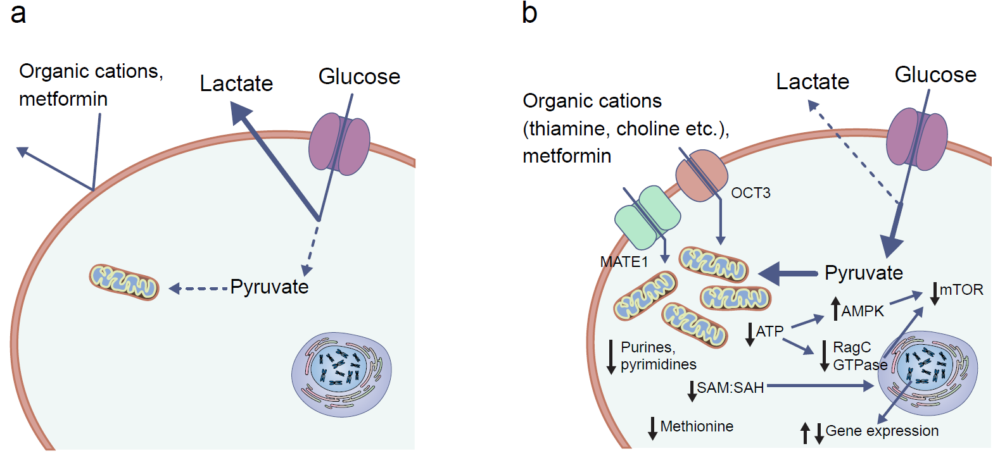 a
Organic cations,
metformin
Lactate
Glucose
Pyruvate
b
Organic cations
(thiamine, choline etc.),
metformin
Lactate
Glucose
OCT3
MATE1
Pyruvate
mTOR
AMPK
ATP
RagC
GTPase
Purines,
pyrimidines
SAM:SAH
Methionine
Gene expression